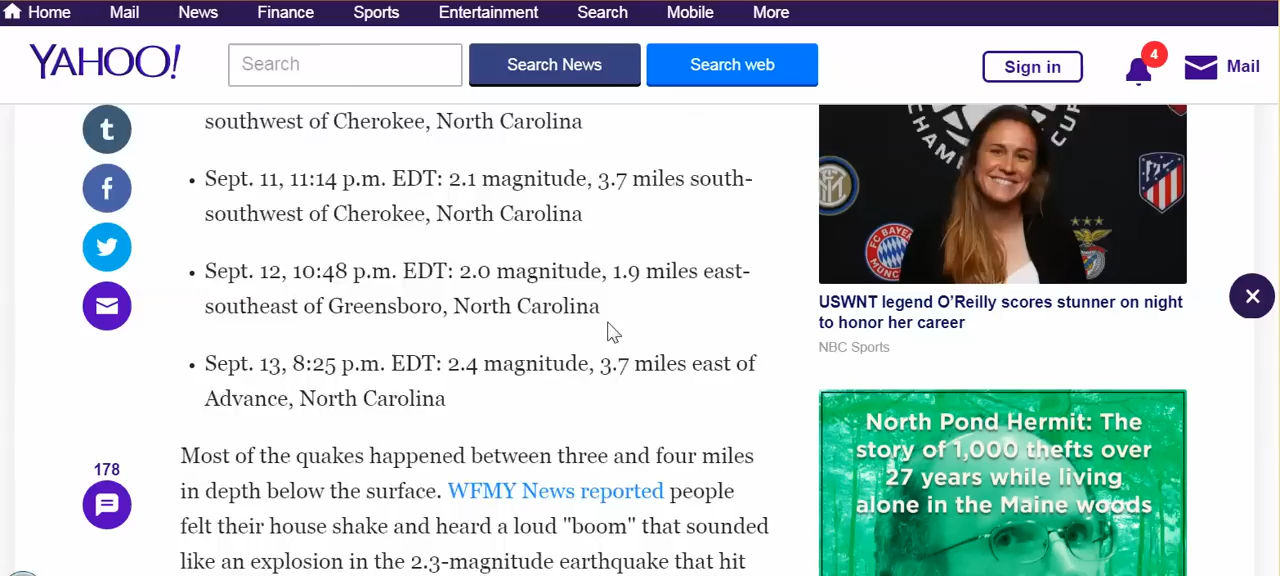 Home Mail News Finance Sports Entertainment Search Mobile More
YAHOO! Search Search News Search web Sign in 4 Mail
southwest of Cherokee, North Carolina
• Sept. 11, 11:14 p.m. EDT: 2.1 magnitude, 3.7 miles south-
southwest of Cherokee, North Carolina
• Sept. 12, 10:48 p.m. EDT: 2.0 magnitude, 1.9 miles east-
southeast of Greensboro, North Carolina
• Sept. 13, 8:25 p.m. EDT: 2.4 magnitude, 3.7 miles east of
Advance, North Carolina
178
Most of the quakes happened between three and four miles
in depth below the surface. WFMY News reported people
felt their house shake and heard a loud "boom" that sounded
like an explosion in the 2.3-magnitude earthquake that hit
CHAMP CUP
FC BAYERN
MÜNCHEN
USWNT legend O'Reilly scores stunner on night
to honor her career
NBC Sports
North Pond Hermit: The
story of 1,000 thefts over
27 years while living
alone in the Maine woods